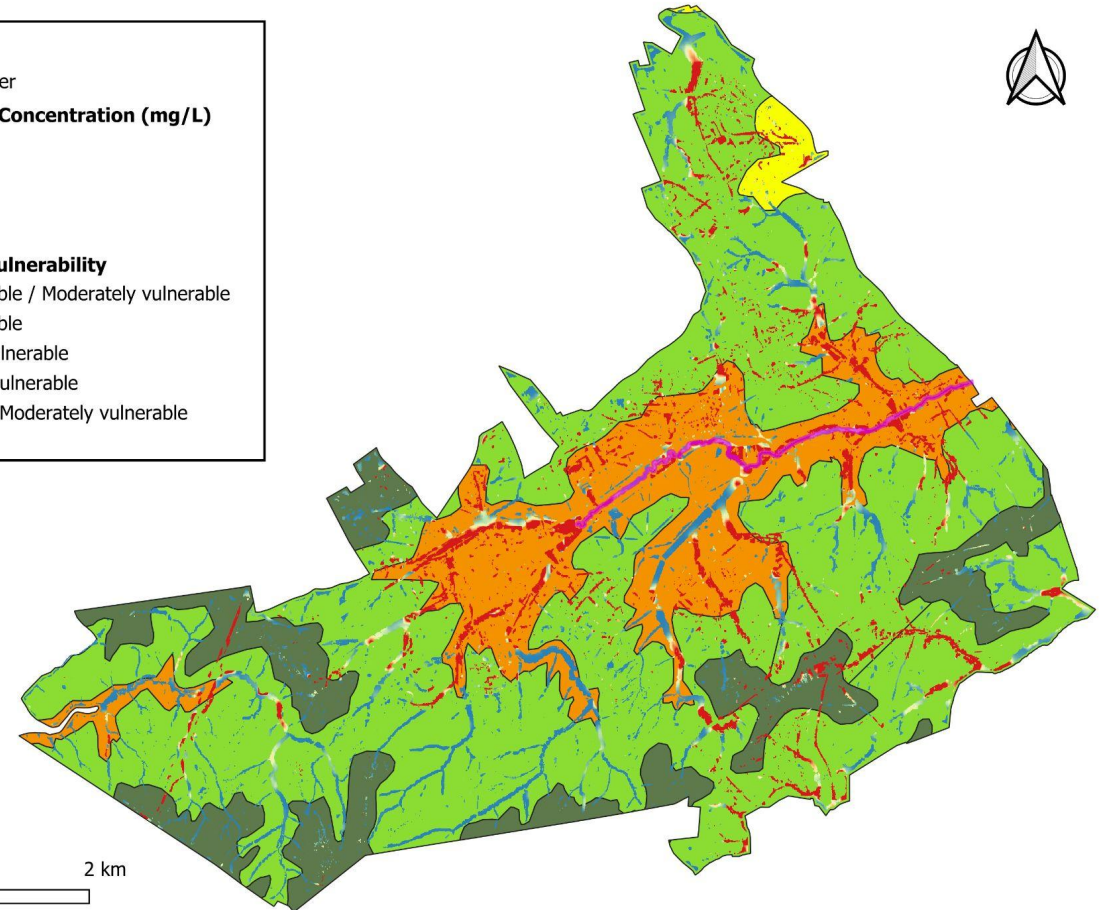 er
Concentration (mg/L)
ulnerability
ble / Moderately vulnerable
ble
lnerable
ulnerable
Moderately vulnerable
2 km